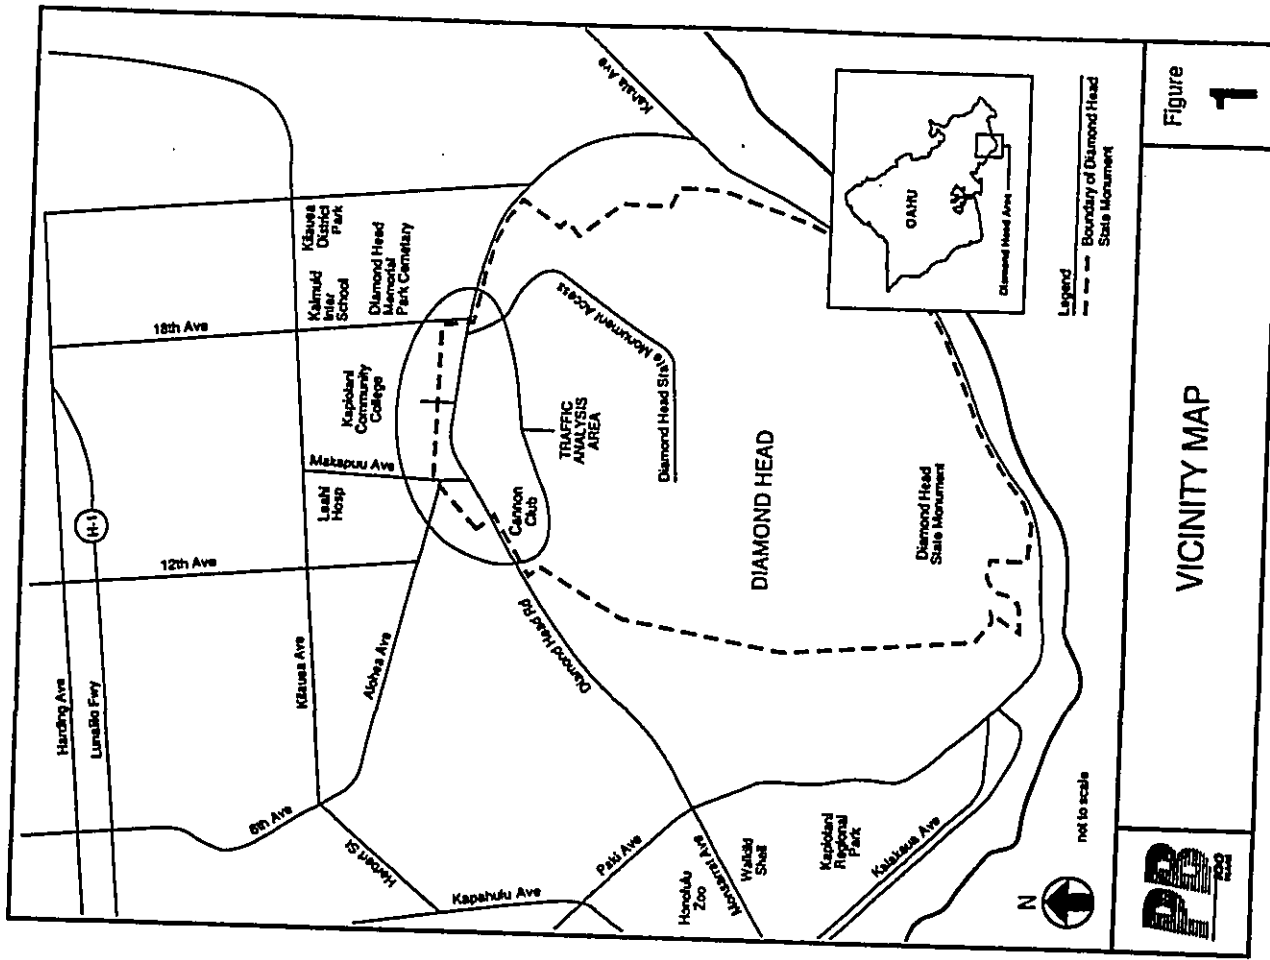 Harding Ave
Lunalilo Fwy
H-1
6th Ave
12th Ave
18th Ave
Kilauea Ave
Herbert St
Kapahulu Ave
Alohea Ave
Makapuu Ave
Leahi
Hosp
Kapiolani
Community
College
Kaimuki
Inter
School
Kilauea
District
Park
Diamond Head
Memorial
Park Cemetary
Diamond Head Rd
Cannon
Club
TRAFFIC
ANALYSIS
AREA
Diamond Head State Monument Access
Kahala Ave
Paki Ave
Monsarrat Ave
Honolulu
Zoo
Waikiki
Shell
Kapiolani
Regional
Park
Kalakaua Ave
DIAMOND HEAD
Diamond Head
State Monument
OAHU
Diamond Head Area
Legend
Boundary of Diamond Head
State Monument
N
not to scale
PB
100
YEARS
VICINITY MAP
Figure
1